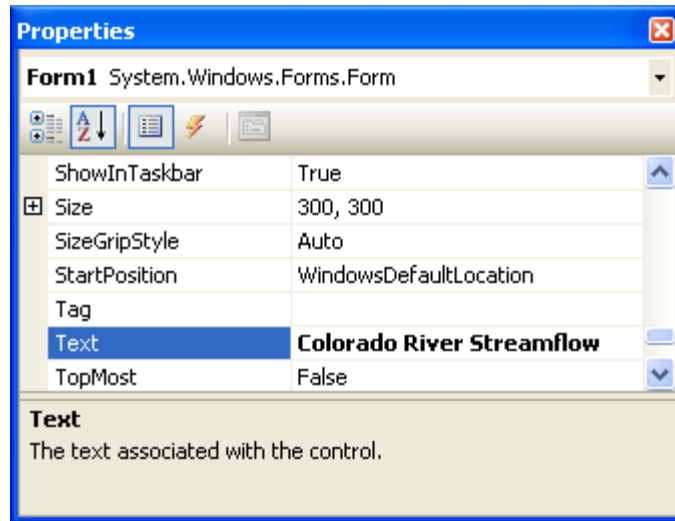 Properties
Form1 System.Windows.Forms.Form
A
Z
ShowInTaskbar True
Size 300, 300
SizeGripStyle Auto
StartPosition WindowsDefaultLocation
Tag
Text Colorado River Streamflow
TopMost False
Text
The text associated with the control.